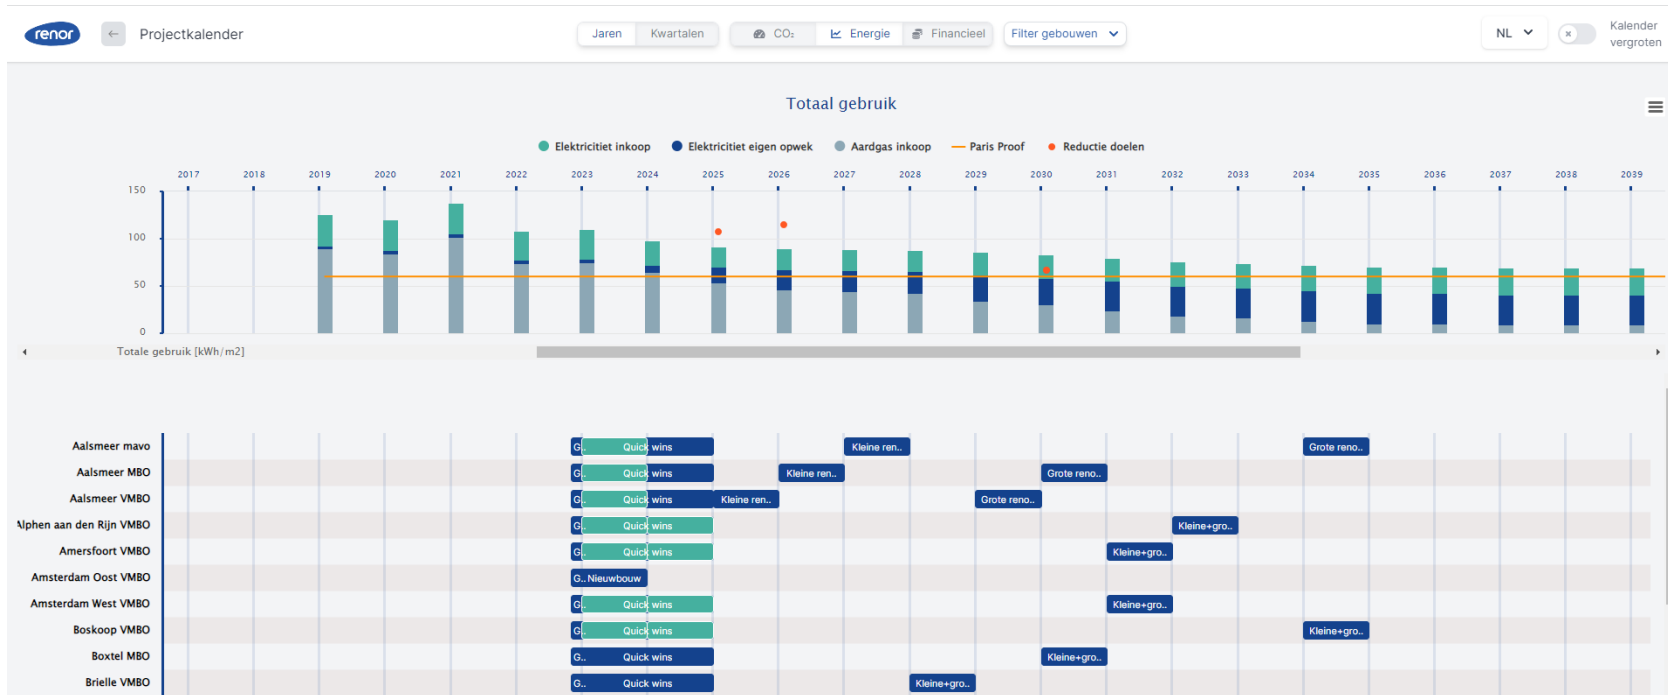 renor ← Projectkalender Jaren Kwartalen CO₂ Energie Financieel Filter gebouwen NL Kalender vergroten
Totaal gebruik
Elektricitiet inkoop Elektricitiet eigen opwek Aardgas inkoop Paris Proof Reductie doelen
2017 2018 2019 2020 2021 2022 2023 2024 2025 2026 2027 2028 2029 2030 2031 2032 2033 2034 2035 2036 2037 2038 2039
150
100
50
0
Totale gebruik [kWh/m2]
Aalsmeer mavo G.. Quick wins Kleine ren.. Grote reno..
Aalsmeer MBO G.. Quick wins Kleine ren.. Grote reno..
Aalsmeer VMBO G.. Quick wins Kleine ren.. Grote reno..
Alphen aan den Rijn VMBO G.. Quick wins Kleine+gro..
Amersfoort VMBO G.. Quick wins Kleine+gro..
Amsterdam Oost VMBO G.. Nieuwbouw
Amsterdam West VMBO G.. Quick wins Kleine+gro..
Boskoop VMBO G.. Quick wins Kleine+gro..
Boxtel MBO G.. Quick wins Kleine+gro..
Brielle VMBO G.. Quick wins Kleine+gro..